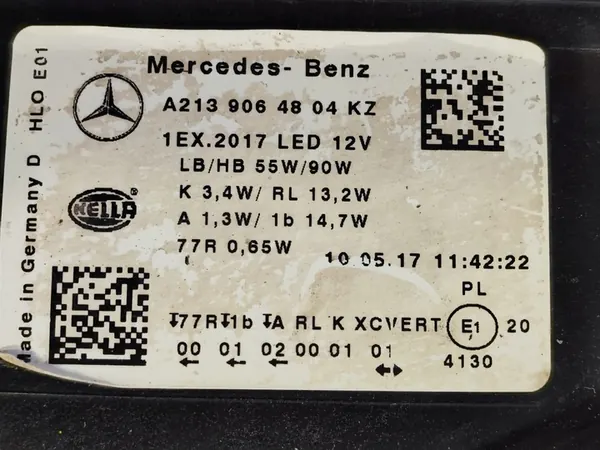 Mercedes- Benz
A213 906 48 04 KZ
1EX.2017 LED 12V
LB/HB 55W/90W
K 3,4W/ RL 13,2W
A 1,3W/ 1b 14,7W
77R 0,65W
10.05.17 11:42:22
PL
77R 1b A RL K XCVERT E1 20
00 01 02 00 01 01 4130
HELLA
Made in Germany D HLO E01